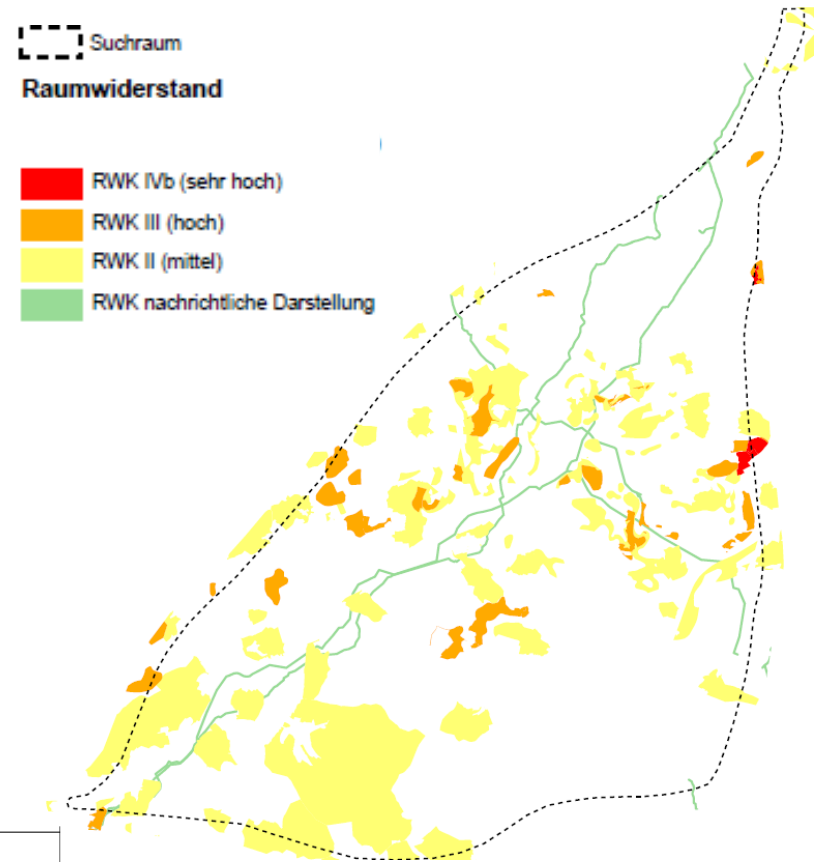 Suchraum
Raumwiderstand
RWK IVb (sehr hoch)
RWK III (hoch)
RWK II (mittel)
RWK nachrichtliche Darstellung